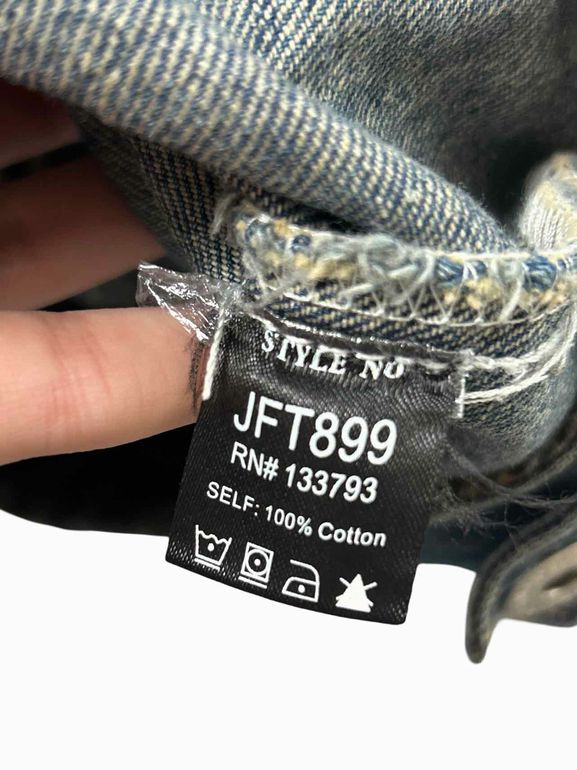 STYLE NO
JFT899
RN# 133793
SELF: 100% Cotton